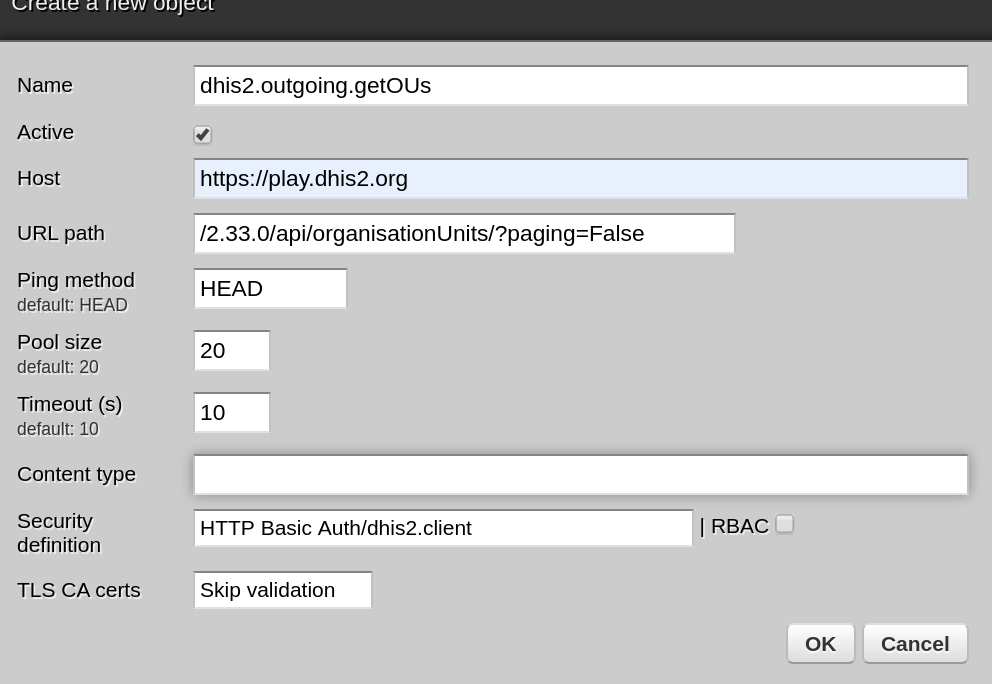 Create a new object
Name dhis2.outgoing.getOUs
Active
Host https://play.dhis2.org
URL path /2.33.0/api/organisationUnits/?paging=False
Ping method HEAD
default: HEAD
Pool size 20
default: 20
Timeout (s) 10
default: 10
Content type
Security HTTP Basic Auth/dhis2.client | RBAC
definition
TLS CA certs Skip validation
OK Cancel